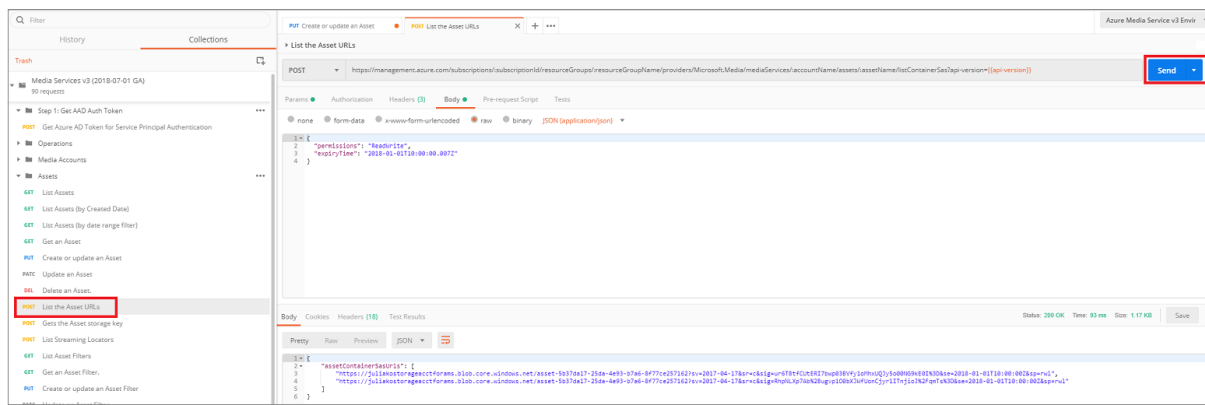 Filter
History
Collections
Trash
Media Services v3 (2018-07-01 GA)
90 requests
Step 1: Get AAD Auth Token
POST Get Azure AD Token for Service Principal Authentication
Operations
Media Accounts
Assets
GET List Assets
GET List Assets (by Created Date)
GET List Assets (by date range filter)
GET Get an Asset
PUT Create or update an Asset
PATC Update an Asset
DEL Delete an Asset.
POST List the Asset URLs
POST Gets the Asset storage key
POST List Streaming Locators
GET List Asset Filters
GET Get an Asset Filter.
PUT Create or update an Asset Filter
PUT Create or update an Asset
POST List the Asset URLs
Azure Media Service v3 Envir
List the Asset URLs
POST https://management.azure.com/subscriptions/:subscriptionId/resourceGroups/:resourceGroupName/providers/Microsoft.Media/mediaServices/:accountName/assets/:assetName/listContainerSas?api-version={{api-version}}
Send
Params Authorization Headers (3) Body Pre-request Script Tests
none form-data x-www-form-urlencoded raw binary JSON (application/json)
1 {
2 "permissions": "ReadWrite",
3 "expiryTime": "2018-01-01T10:00:00.007Z"
4 }
Body Cookies Headers (18) Test Results
Status: 200 OK Time: 83 ms Size: 1.17 KB Save
Pretty Raw Preview JSON
1 {
2 "assetContainerSasUrls": [
3
4
5 ]
6 }